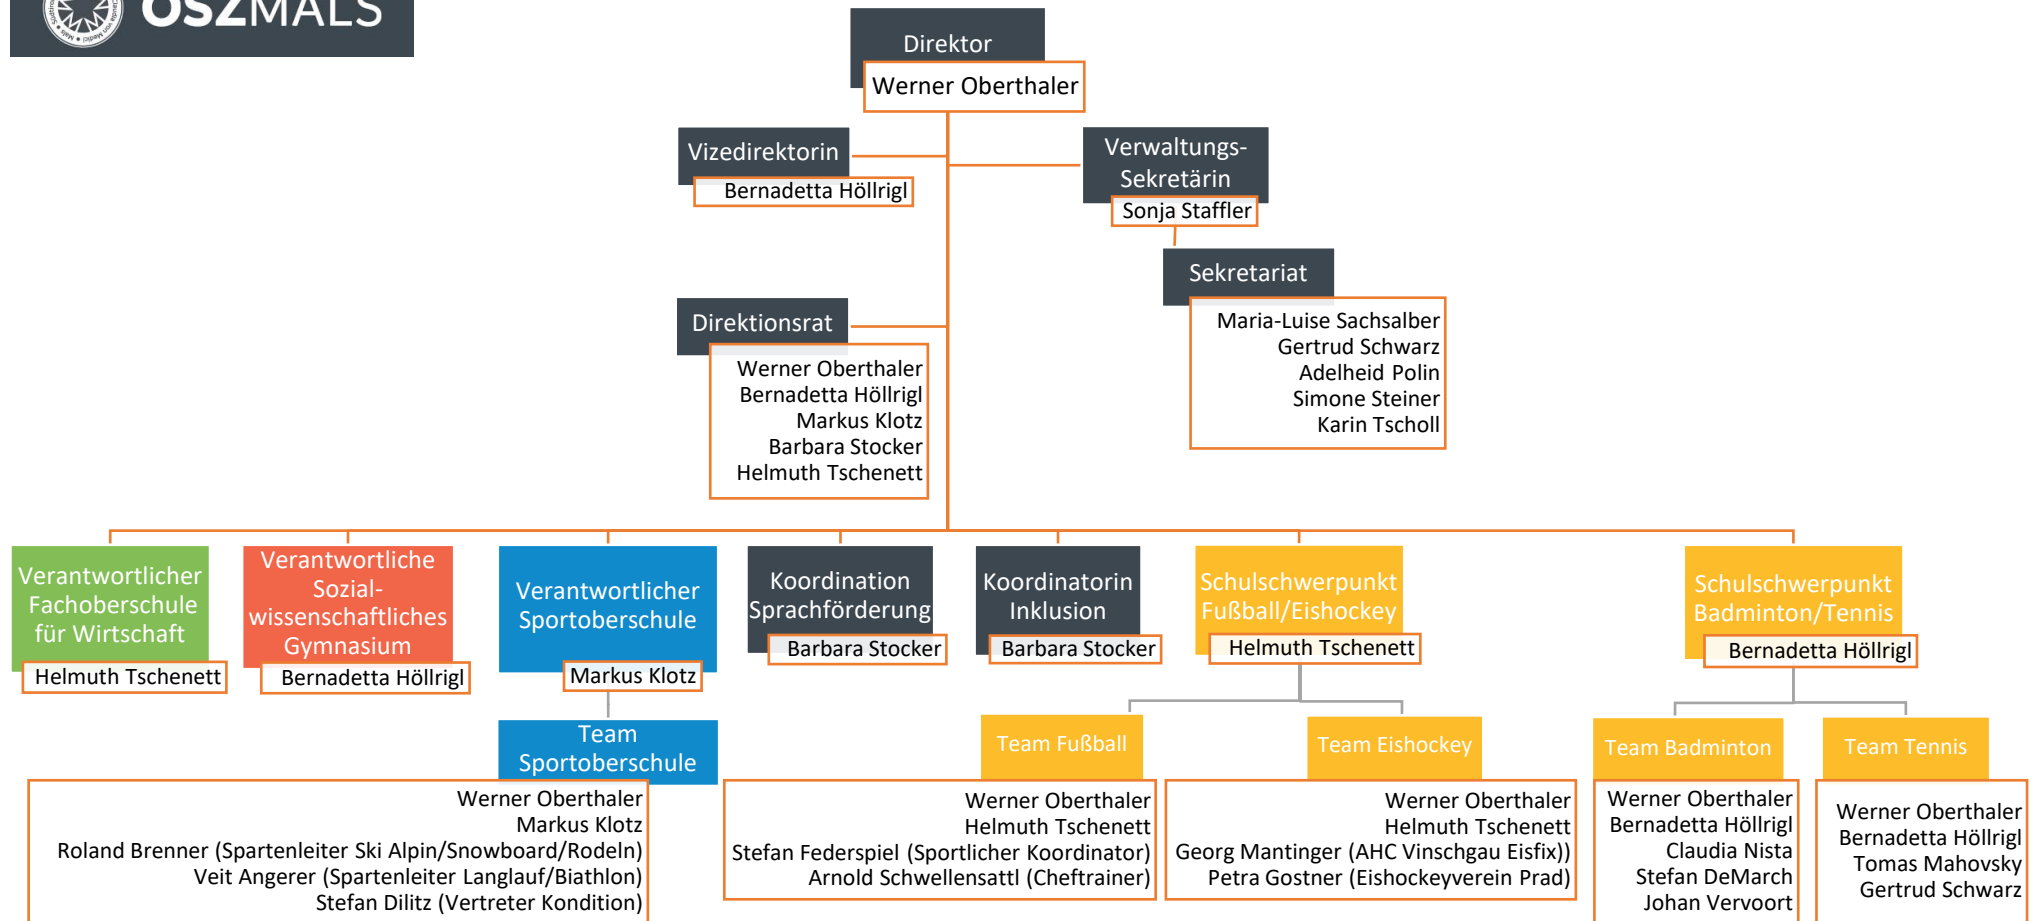 OSZMALS
Direktor
Werner Oberthaler
Vizedirektorin
Bernadetta Höllrigl
Verwaltungs-
Sekretärin
Sonja Staffler
Sekretariat
Maria-Luise Sachsalber
Gertrud Schwarz
Adelheid Polin
Simone Steiner
Karin Tscholl
Direktionsrat
Werner Oberthaler
Bernadetta Höllrigl
Markus Klotz
Barbara Stocker
Helmuth Tschenett
Verantwortlicher
Fachoberschule
für Wirtschaft
Helmuth Tschenett
Verantwortliche
Sozial-
wissenschaftliches
Gymnasium
Bernadetta Höllrigl
Verantwortlicher
Sportoberschule
Markus Klotz
Koordination
Sprachförderung
Barbara Stocker
Koordinatorin
Inklusion
Barbara Stocker
Schulschwerpunkt
Fußball/Eishockey
Helmuth Tschenett
Schulschwerpunkt
Badminton/Tennis
Bernadetta Höllrigl
Team
Sportoberschule
Werner Oberthaler
Markus Klotz
Roland Brenner (Spartenleiter Ski Alpin/Snowboard/Rodeln)
Veit Angerer (Spartenleiter Langlauf/Biathlon)
Stefan Dilitz (Vertreter Kondition)
Team Fußball
Werner Oberthaler
Helmuth Tschenett
Stefan Federspiel (Sportlicher Koordinator)
Arnold Schwellensattl (Cheftrainer)
Team Eishockey
Werner Oberthaler
Helmuth Tschenett
Georg Mantinger (AHC Vinschgau Eisfix))
Petra Gostner (Eishockeyverein Prad)
Team Badminton
Werner Oberthaler
Bernadetta Höllrigl
Claudia Nista
Stefan DeMarch
Johan Vervoort
Team Tennis
Werner Oberthaler
Bernadetta Höllrigl
Tomas Mahovsky
Gertrud Schwarz